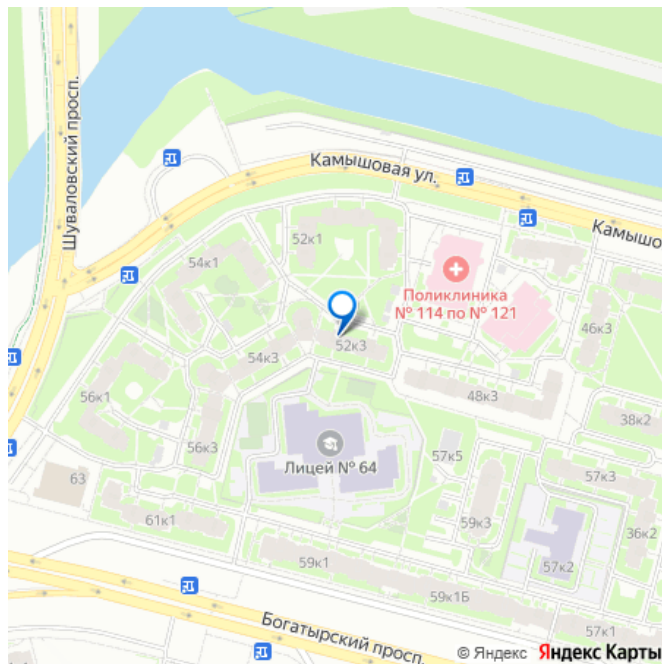 Шуваловский просп.
Камышовая ул.
Камышо
52к1
54к1
Поликлиника
№ 114 по № 121
46к3
52к3
54к3
48к3
56к1
38к2
56к3
Лицей № 64
57к5
57к3
63
61к1
59к3
36к2
59к1
57к2
59к1Б
57к1
Богатырский просп.
© Яндекс Яндекс Карты